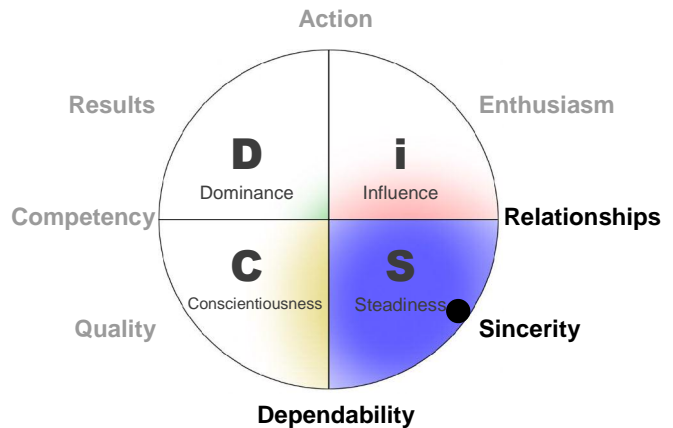 Action
Results
Enthusiasm
D
Dominance
i
Influence
Competency
Relationships
C
Conscientiousness
S
Steadiness
Quality
Sincerity
Dependability